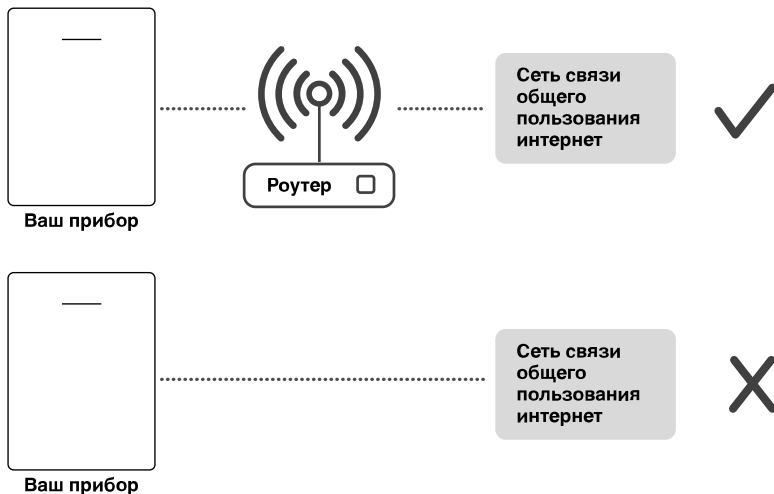 Сеть связи
общего
пользования
интернет
Роутер
Ваш прибор
Сеть связи
общего
пользования
интернет
Ваш прибор